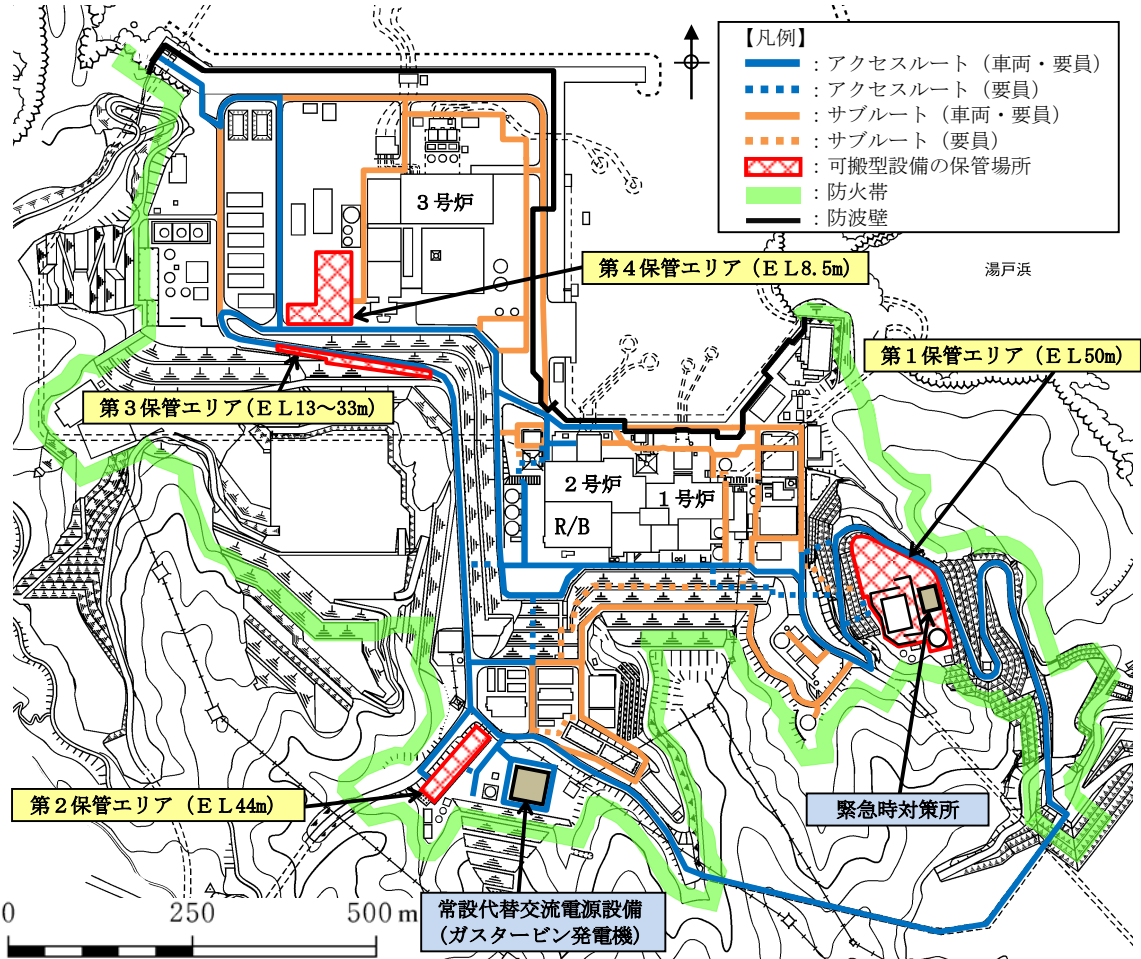 【凡例】
：アクセスルート（車両・要員）
：アクセスルート（要員）
：サブルート（車両・要員）
：サブルート（要員）
：可搬型設備の保管場所
：防火帯
：防波壁
３号炉
第４保管エリア（ＥＬ8.5m）
湯戸浜
第１保管エリア（ＥＬ50m）
第３保管エリア（ＥＬ13～33m）
２号炉
１号炉
R/B
第２保管エリア（ＥＬ44m）
緊急時対策所
常設代替交流電源設備
（ガスタービン発電機）
0 250 500 m